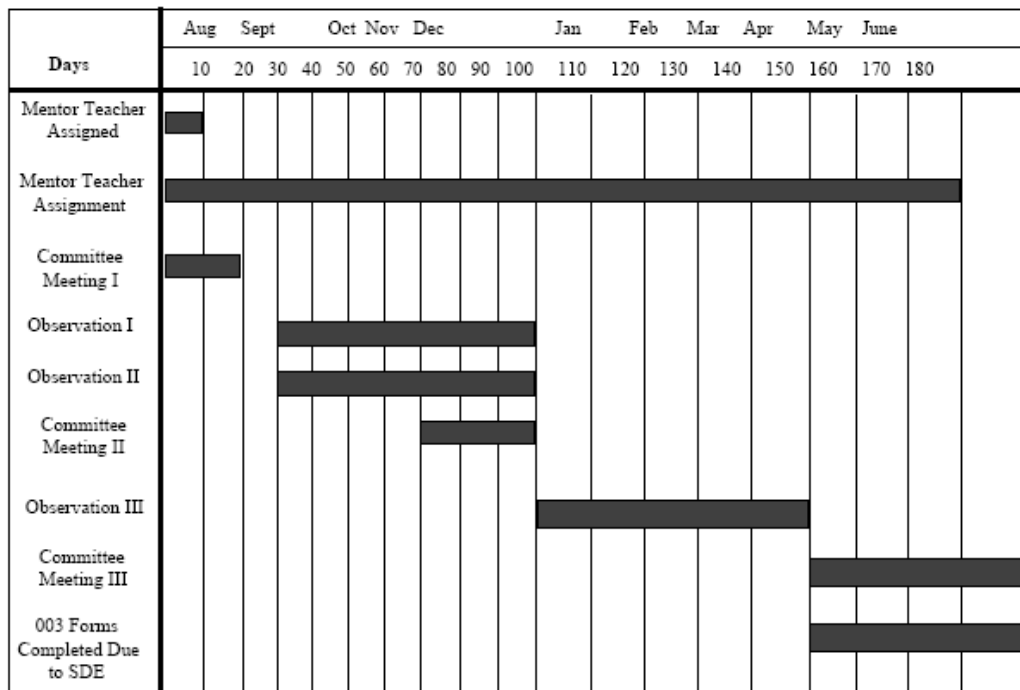 Aug Sept Oct Nov Dec Jan Feb Mar Apr May June
Days 10 20 30 40 50 60 70 80 90 100 110 120 130 140 150 160 170 180
Mentor Teacher
Assigned
Mentor Teacher
Assignment
Committee
Meeting I
Observation I
Observation II
Committee
Meeting II
Observation III
Committee
Meeting III
003 Forms
Completed Due
to SDE